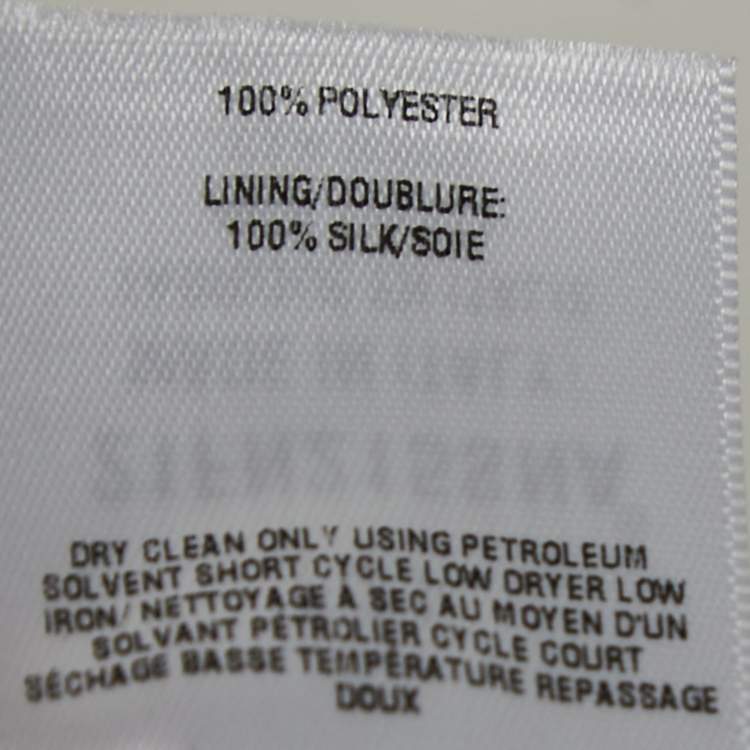 100% POLYESTER
LINING/DOUBLURE:
100% SILK/SOIE
DRY CLEAN ONLY USING PETROLEUM
SOLVENT SHORT CYCLE LOW DRYER LOW
IRON/ NETTOYAGE À SEC AU MOYEN D'UN
SOLVANT PÉTROLIER CYCLE COURT
SÉCHAGE BASSE TEMPÉRATURE REPASSAGE
DOUX